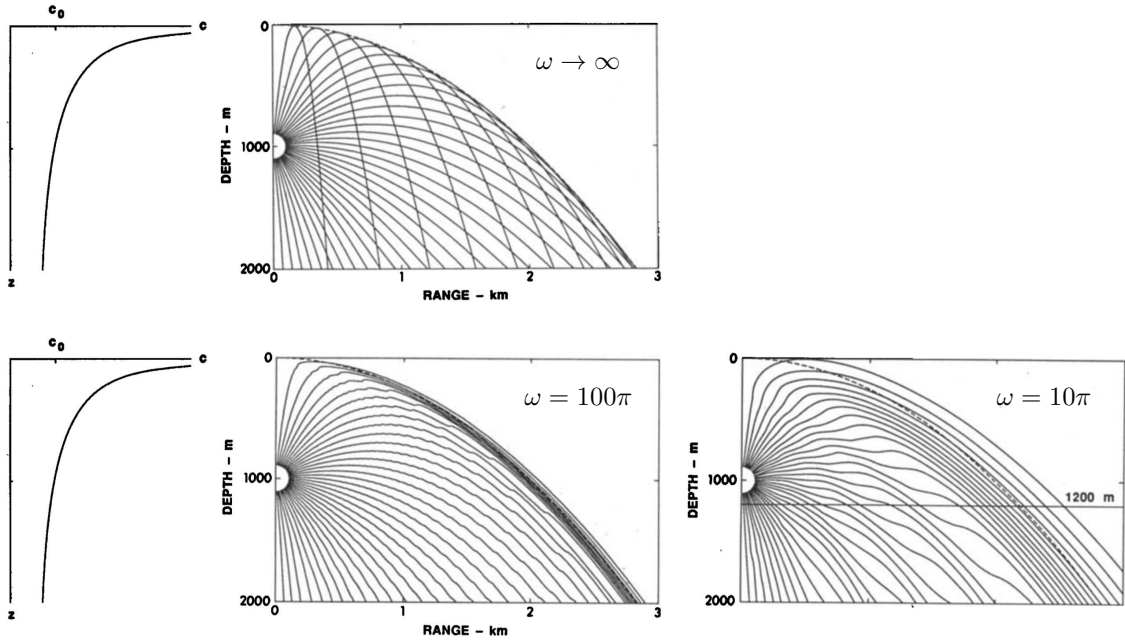 c₀
c
z
0
1000
2000
DEPTH – m
ω → ∞
0 1 2 3
RANGE – km
c₀
c
z
0
1000
2000
DEPTH – m
ω = 100π
0 1 2 3
RANGE – km
0
1000
2000
DEPTH – m
ω = 10π
1200 m